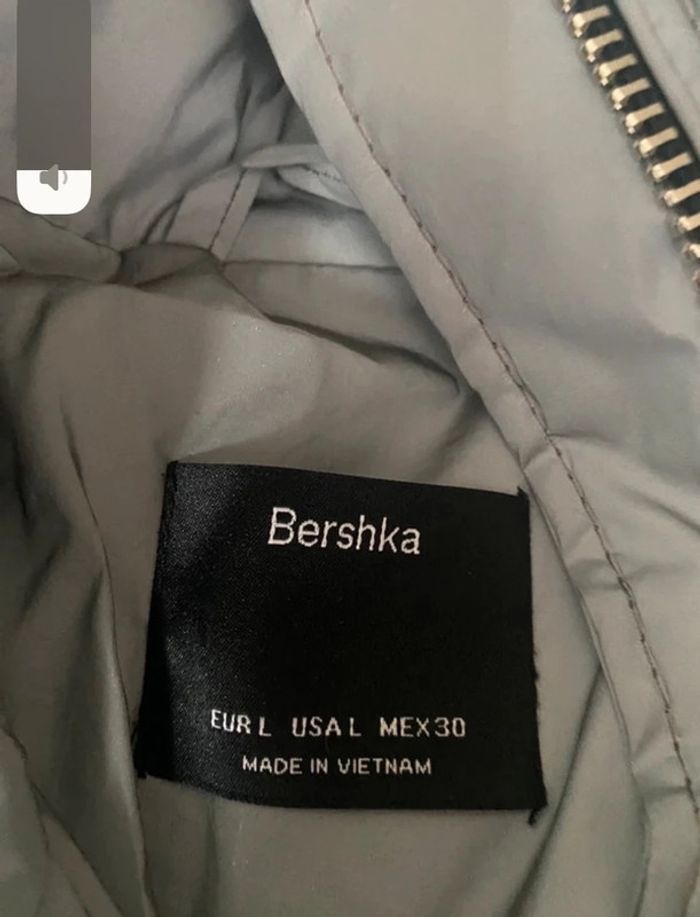 Bershka
EUR L USA L MEX 30
MADE IN VIETNAM